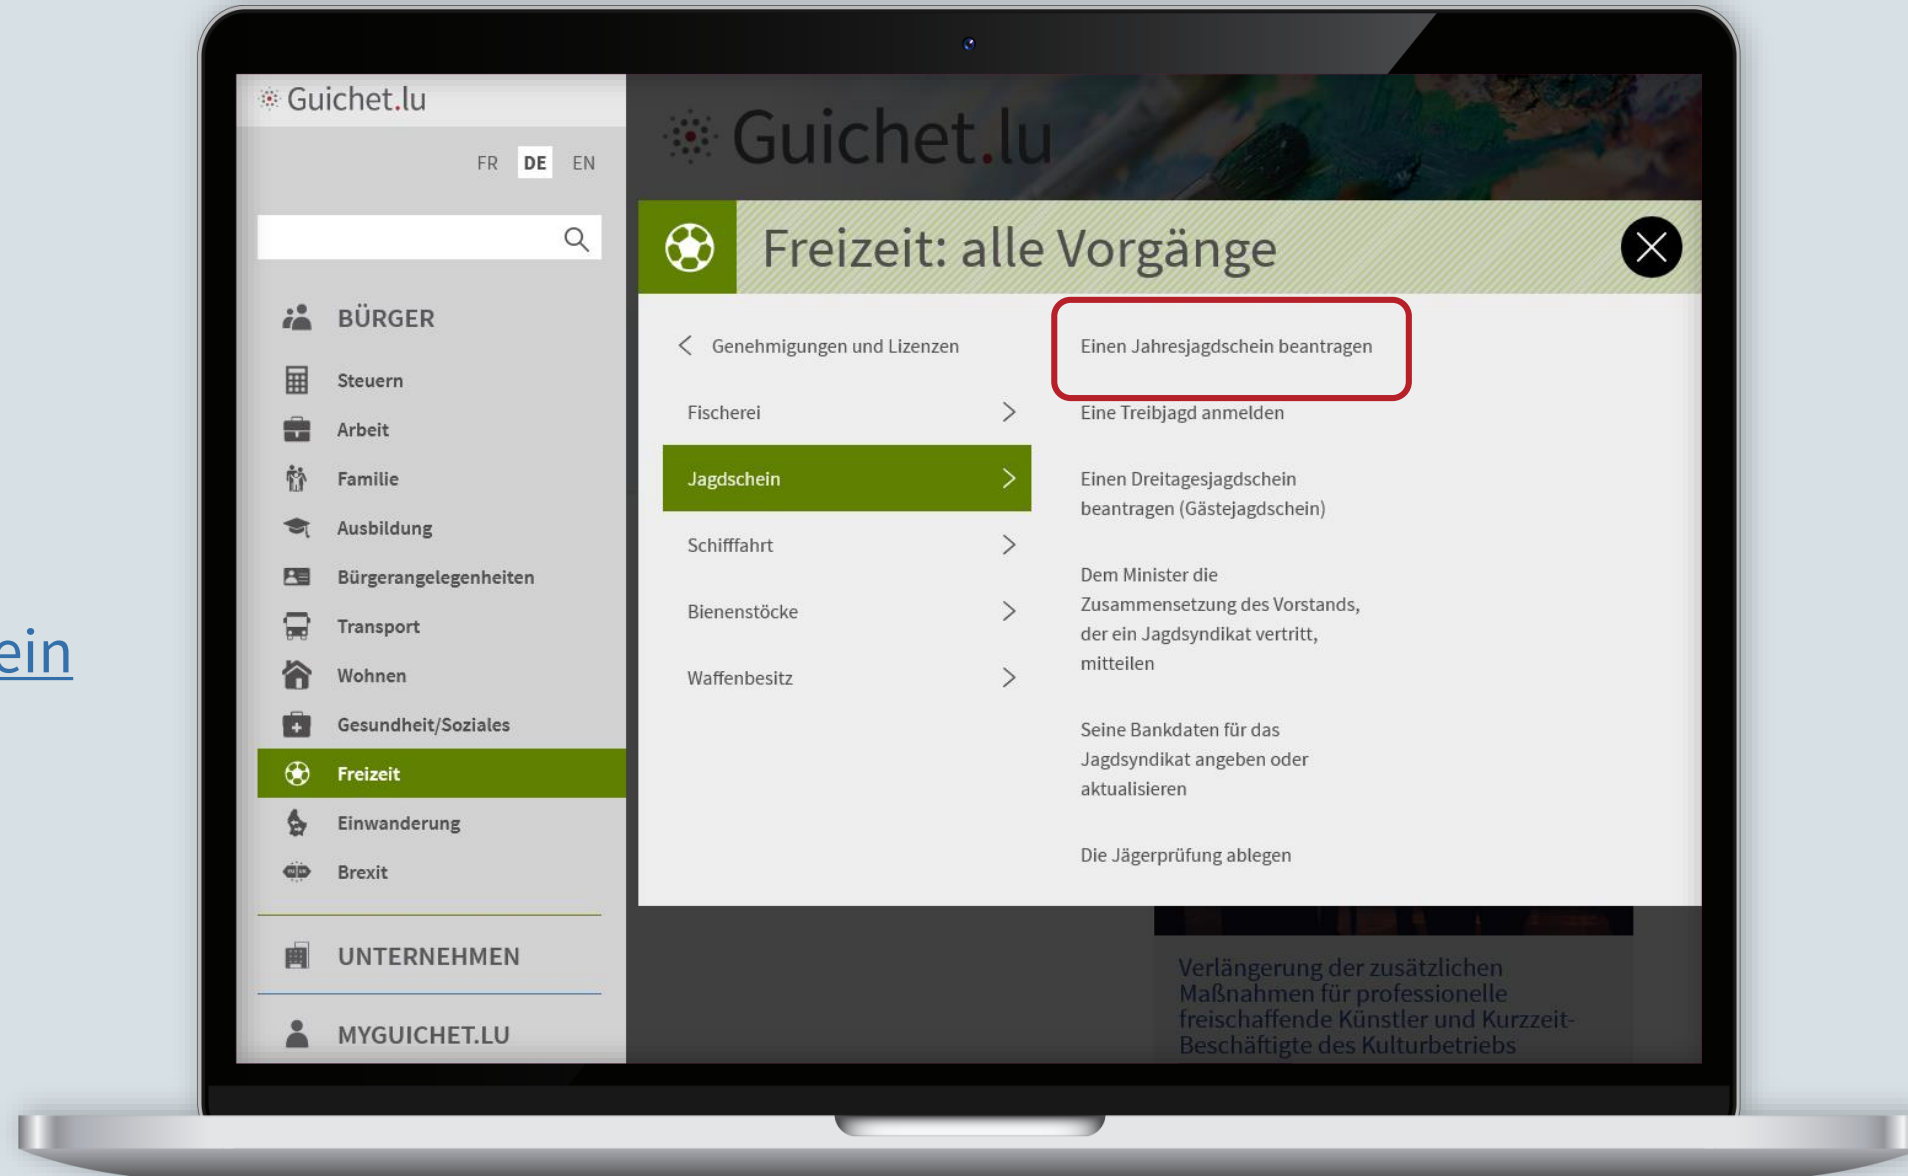 Guichet.lu
FR DE EN
BÜRGER
Steuern
Arbeit
Familie
Ausbildung
Bürgerangelegenheiten
Transport
Wohnen
Gesundheit/Soziales
Freizeit
Einwanderung
Brexit
UNTERNEHMEN
MYGUICHET.LU
Guichet.lu
Freizeit: alle Vorgänge
Genehmigungen und Lizenzen
Fischerei
Jagdschein
Schifffahrt
Bienenstöcke
Waffenbesitz
Einen Jahresjagdschein beantragen
Eine Treibjagd anmelden
Einen Dreitagesjagdschein
beantragen (Gästejagdschein)
Dem Minister die
Zusammensetzung des Vorstands,
der ein Jagdsyndikat vertritt,
mitteilen
Seine Bankdaten für das
Jagdsyndikat angeben oder
aktualisieren
Die Jägerprüfung ablegen
Verlängerung der zusätzlichen
Maßnahmen für professionelle
freischaffende Künstler und Kurzzeit-
Beschäftigte des Kulturbetriebs
ein